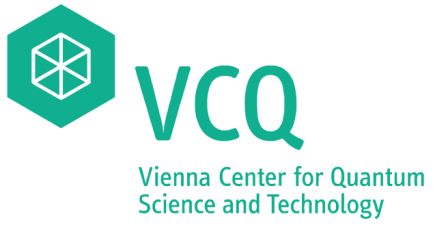 VCQ
Vienna Center for Quantum
Science and Technology